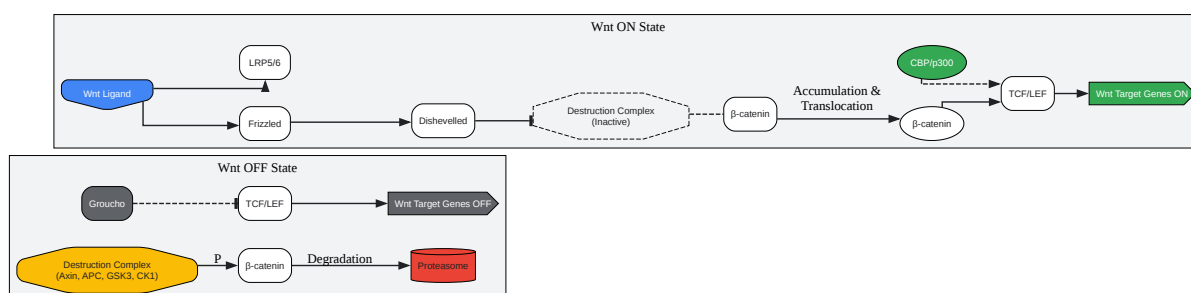 Wnt ON State
LRP5/6
CBP/p300
Wnt Ligand
Accumulation &
Translocation
TCF/LEF
Wnt Target Genes ON
Destruction Complex
(Inactive)
β-catenin
Frizzled
Dishevelled
β-catenin
Wnt OFF State
Groucho
TCF/LEF
Wnt Target Genes OFF
Destruction Complex
(Axin, APC, GSK3, CK1)
P
β-catenin
Degradation
Proteasome